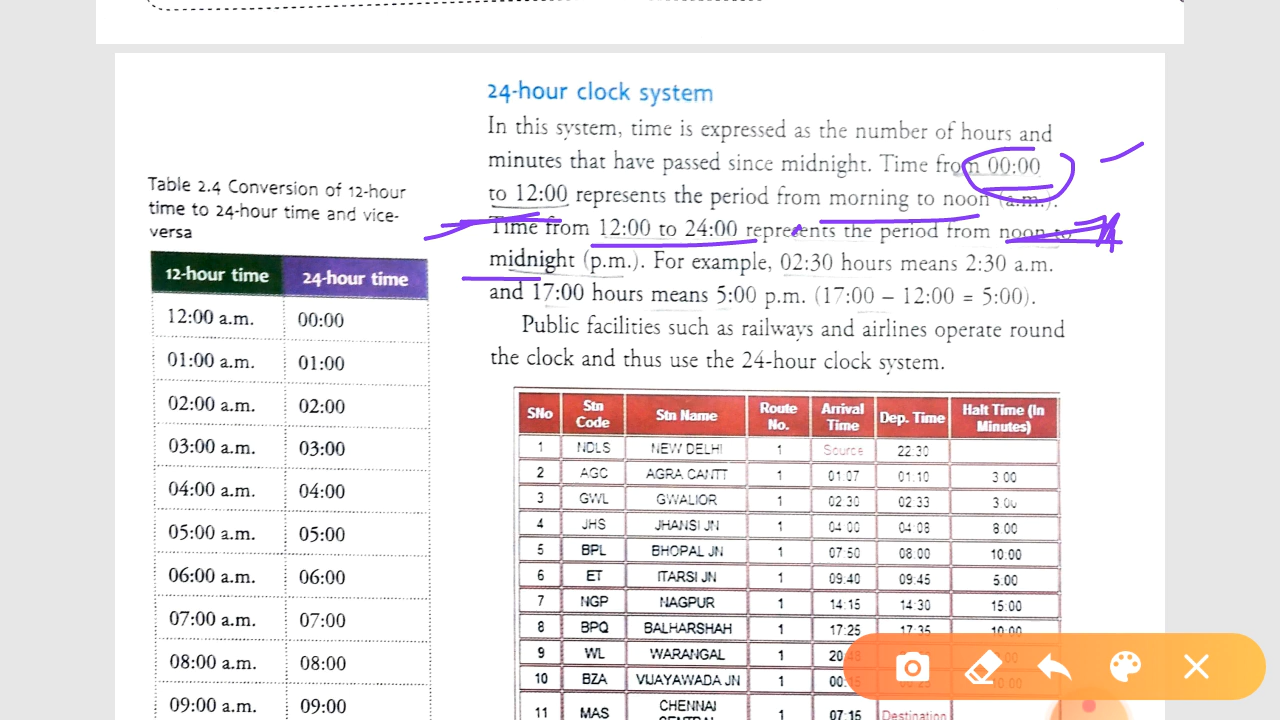 24-hour clock system
In this system, time is expressed as the number of hours and
minutes that have passed since midnight. Time from 00:00
to 12:00 represents the period from morning to noon (a.m.).
Time from 12:00 to 24:00 represents the period from noon to
midnight (p.m.). For example, 02:30 hours means 2:30 a.m.
and 17:00 hours means 5:00 p.m. (17:00 – 12:00 = 5:00).
Public facilities such as railways and airlines operate round
the clock and thus use the 24-hour clock system.
Table 2.4 Conversion of 12-hour
time to 24-hour time and vice-
versa
12-hour time 24-hour time
12:00 a.m. 00:00
01:00 a.m. 01:00
02:00 a.m. 02:00
03:00 a.m. 03:00
04:00 a.m. 04:00
05:00 a.m. 05:00
06:00 a.m. 06:00
07:00 a.m. 07:00
08:00 a.m. 08:00
09:00 a.m. 09:00
SNo Stn Code Stn Name Route No. Arrival Time Dep. Time Halt Time (In Minutes)
1 NDLS NEW DELHI 1 Source 22:30
2 AGC AGRA CANTT 1 01:07 01:10 3:00
3 GWL GWALIOR 1 02:30 02:33 3:00
4 JHS JHANSI JN 1 04:00 04:08 8:00
5 BPL BHOPAL JN 1 07:50 08:00 10:00
6 ET ITARSI JN 1 09:40 09:45 5:00
7 NGP NAGPUR 1 14:15 14:30 15:00
8 BPQ BALHARSHAH 1 17:25 17:35 10:00
9 WL WARANGAL 1
10 BZA VIJAYAWADA JN 1
11 MAS CHENNAI 1 07:15 Destination